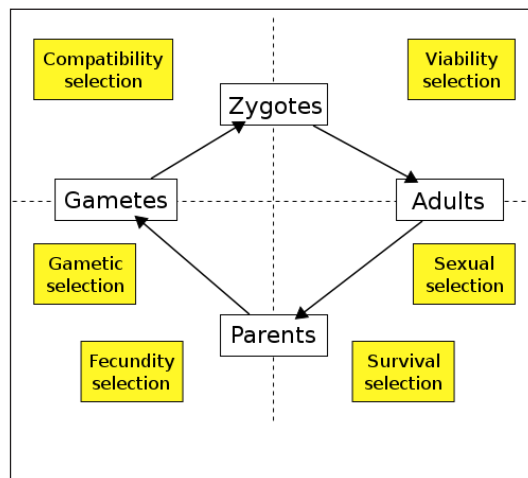 Compatibility
selection
Viability
selection
Zygotes
Gametes
Adults
Gametic
selection
Sexual
selection
Parents
Fecundity
selection
Survival
selection